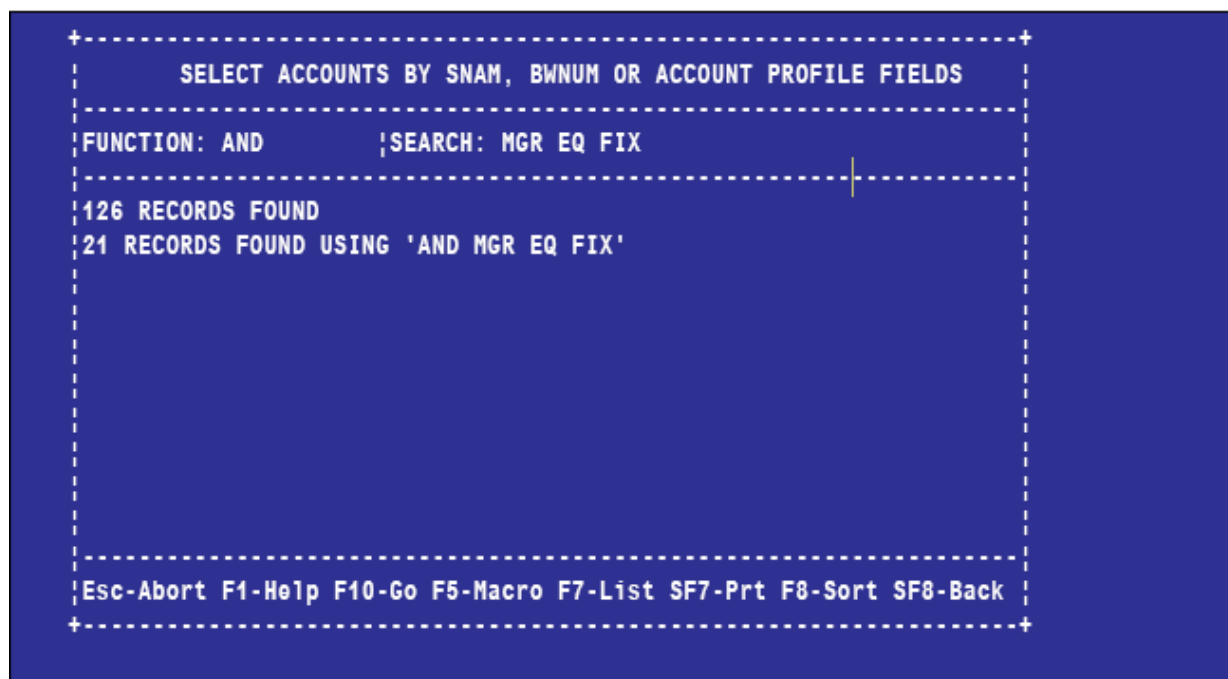 SELECT ACCOUNTS BY SNAM, BWNUM OR ACCOUNT PROFILE FIELDS
FUNCTION: AND ¦SEARCH: MGR EQ FIX
126 RECORDS FOUND
21 RECORDS FOUND USING 'AND MGR EQ FIX'
Esc-Abort F1-Help F10-Go F5-Macro F7-List SF7-Prt F8-Sort SF8-Back